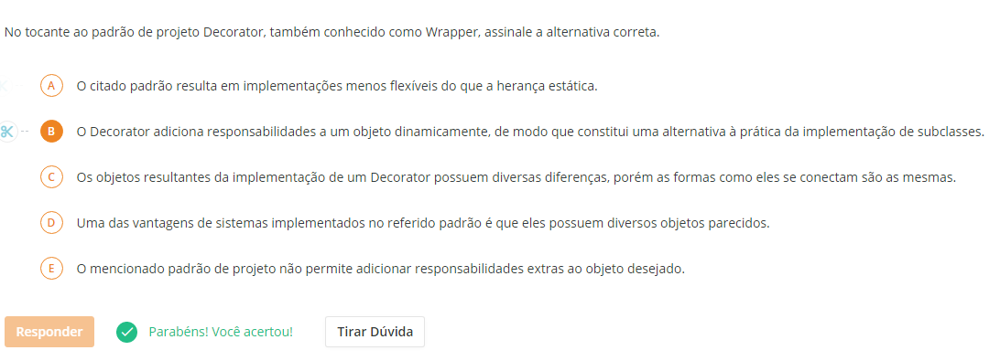 No tocante ao padrão de projeto Decorator, também conhecido como Wrapper, assinale a alternativa correta.
A O citado padrão resulta em implementações menos flexíveis do que a herança estática.
B O Decorator adiciona responsabilidades a um objeto dinamicamente, de modo que constitui uma alternativa à prática da implementação de subclasses.
C Os objetos resultantes da implementação de um Decorator possuem diversas diferenças, porém as formas como eles se conectam são as mesmas.
D Uma das vantagens de sistemas implementados no referido padrão é que eles possuem diversos objetos parecidos.
E O mencionado padrão de projeto não permite adicionar responsabilidades extras ao objeto desejado.
Responder Parabéns! Você acertou! Tirar Dúvida